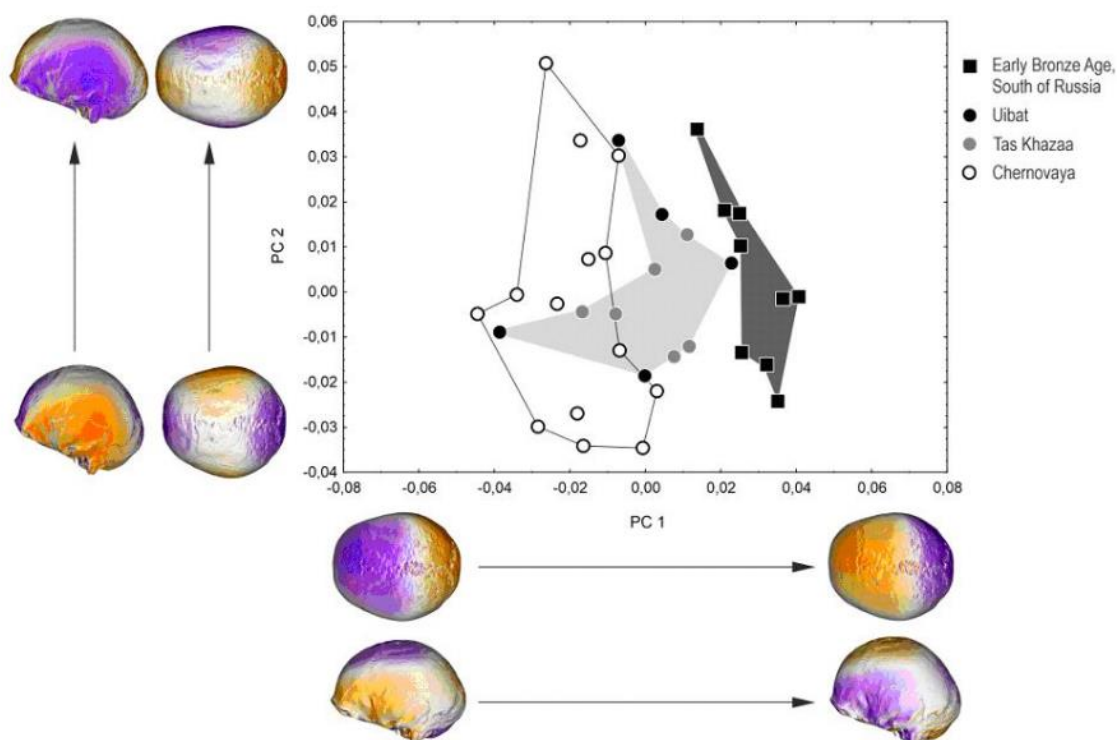 0,06
0,05
0,04
0,03
0,02
0,01
0,00
-0,01
-0,02
-0,03
-0,04
PC 2
-0,08
-0,06
-0,04
-0,02
0,00
0,02
0,04
0,06
0,08
PC 1
Early Bronze Age,
South of Russia
Uibat
Tas Khazaa
Chernovaya